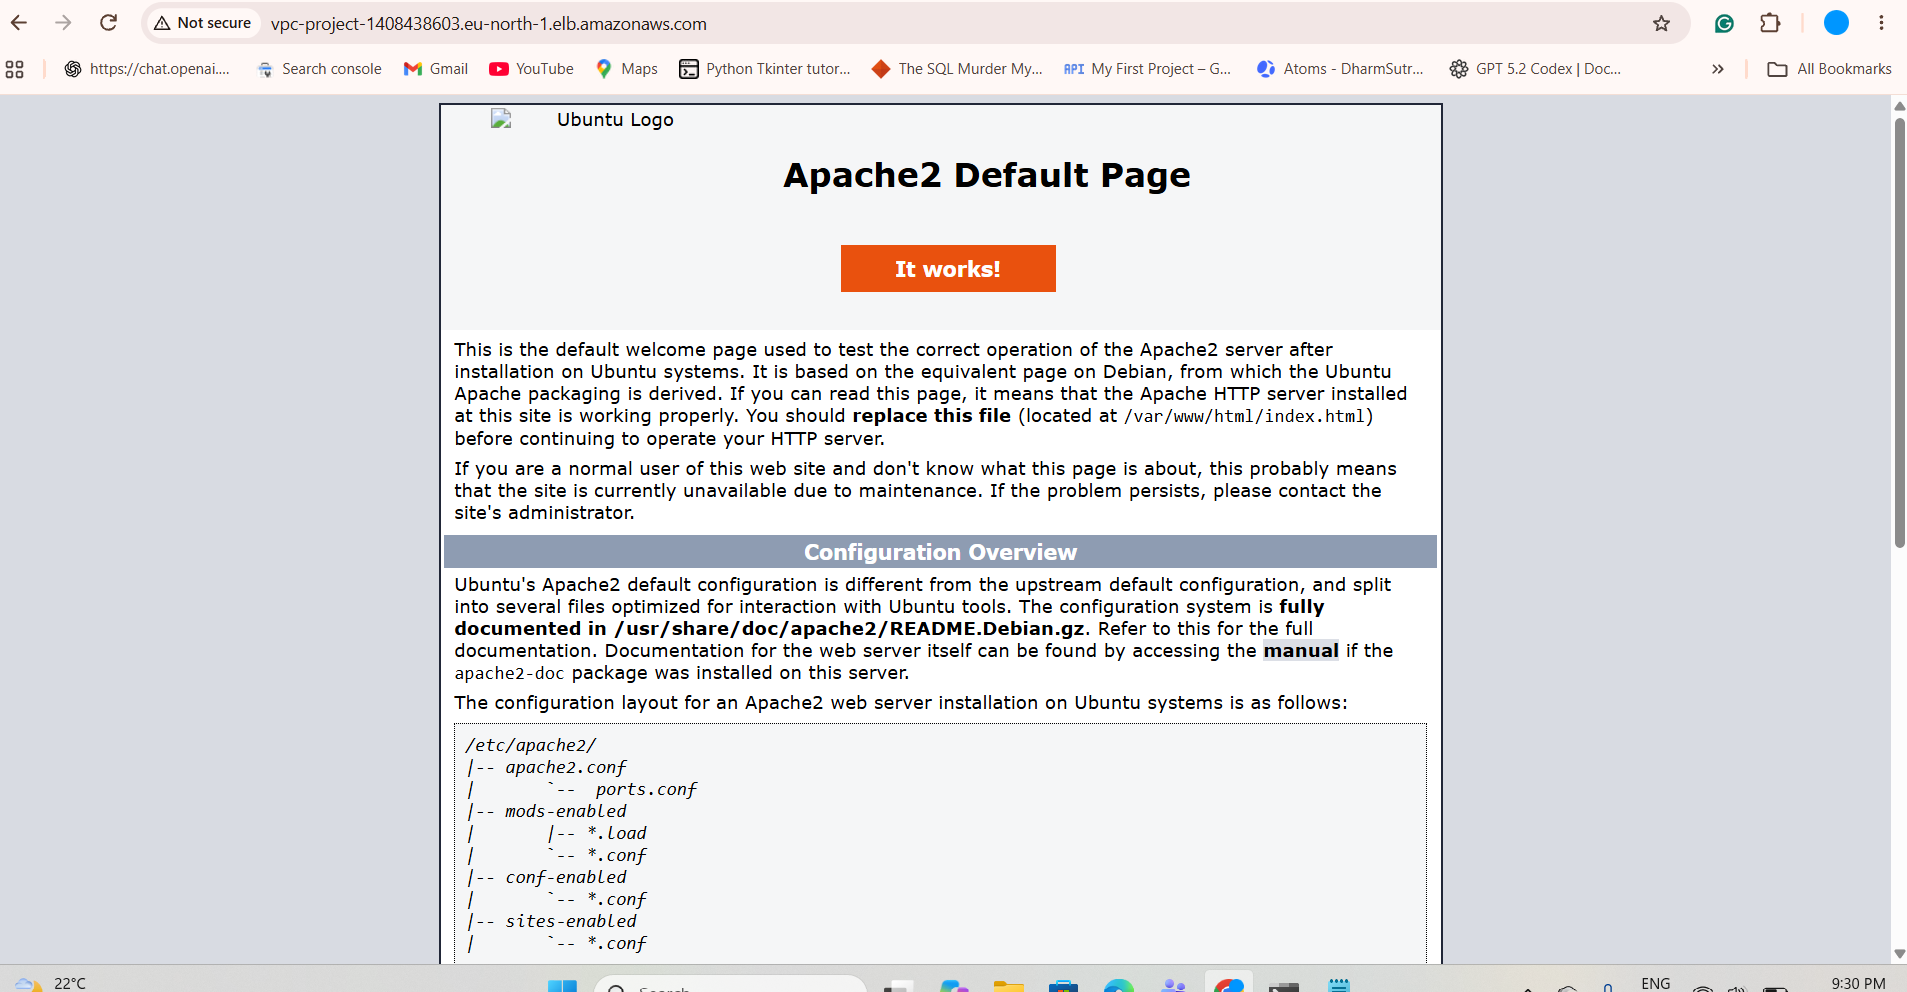 Not secure vpc-project-1408438603.eu-north-1.elb.amazonaws.com
https://chat.openai.... Search console Gmail YouTube Maps Python Tkinter tutor... The SQL Murder My... API My First Project – G... Atoms - DharmSutr... GPT 5.2 Codex | Doc... » All Bookmarks
Ubuntu Logo
Apache2 Default Page
It works!
This is the default welcome page used to test the correct operation of the Apache2 server after
installation on Ubuntu systems. It is based on the equivalent page on Debian, from which the Ubuntu
Apache packaging is derived. If you can read this page, it means that the Apache HTTP server installed
at this site is working properly. You should replace this file (located at /var/www/html/index.html)
before continuing to operate your HTTP server.
If you are a normal user of this web site and don't know what this page is about, this probably means
that the site is currently unavailable due to maintenance. If the problem persists, please contact the
site's administrator.
Configuration Overview
Ubuntu's Apache2 default configuration is different from the upstream default configuration, and split
into several files optimized for interaction with Ubuntu tools. The configuration system is fully
documented in /usr/share/doc/apache2/README.Debian.gz. Refer to this for the full
documentation. Documentation for the web server itself can be found by accessing the manual if the
apache2-doc package was installed on this server.
The configuration layout for an Apache2 web server installation on Ubuntu systems is as follows:
/etc/apache2/
|-- apache2.conf
|       `--  ports.conf
|-- mods-enabled
|       |-- *.load
|       `-- *.conf
|-- conf-enabled
|       `-- *.conf
|-- sites-enabled
|       `-- *.conf
22°C Search ENG 9:30 PM